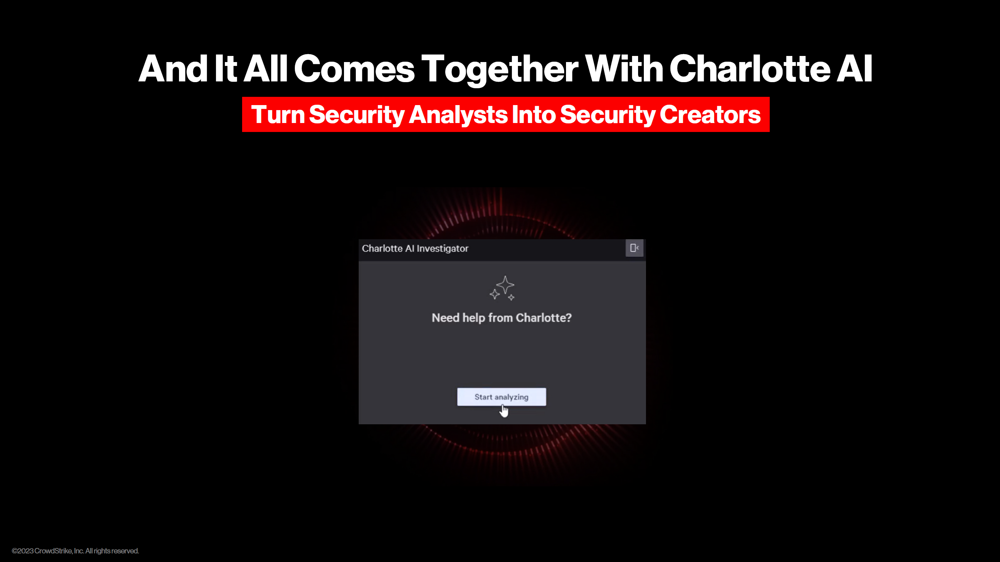 And It All Comes Together With Charlotte AI
Turn Security Analysts Into Security Creators
Charlotte AI Investigator
Need help from Charlotte?
Start analyzing
©2023 CrowdStrike, Inc. All rights reserved.